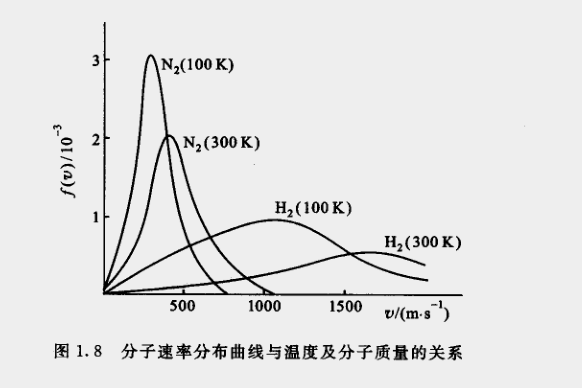 3
N₂(100 K)
2
N₂(300 K)
f(v)/10⁻³
1
H₂(100 K)
H₂(300 K)
500
1000
1500
v/(m·s⁻¹)
图 1.8 分子速率分布曲线与温度及分子质量的关系